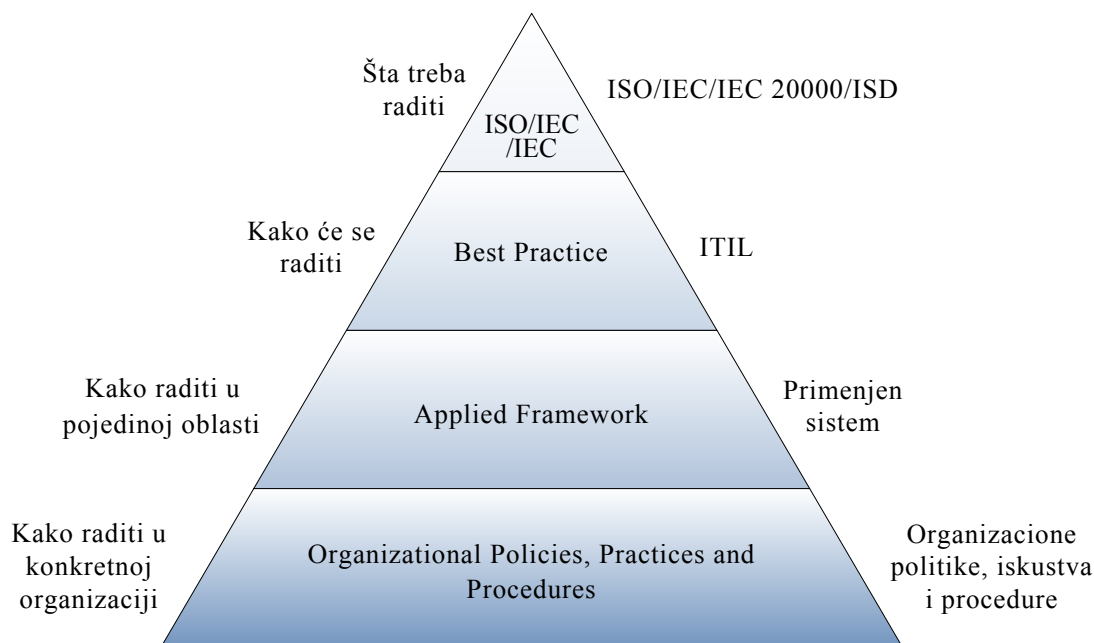 Šta treba
raditi
ISO/IEC
/IEC
ISO/IEC/IEC 20000/ISD
Kako će se
raditi
Best Practice
ITIL
Kako raditi u
pojedinoj oblasti
Applied Framework
Primenjen
sistem
Kako raditi u
konkretnoj
organizaciji
Organizational Policies, Practices and
Procedures
Organizacione
politike, iskustva
i procedure